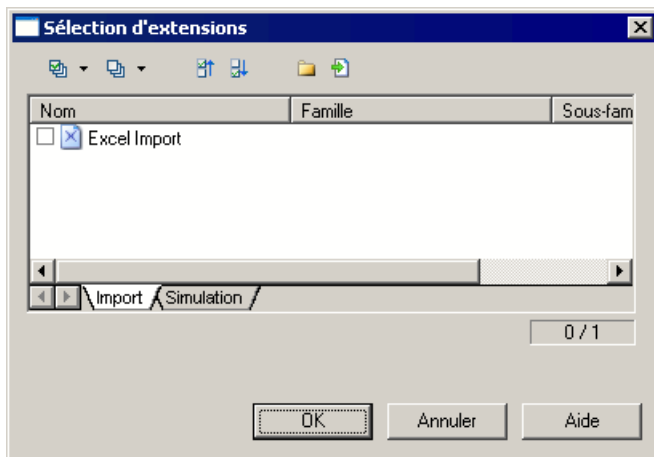 Sélection d'extensions
Nom Famille Sous-fam
Excel Import
Import Simulation
0 / 1
OK Annuler Aide